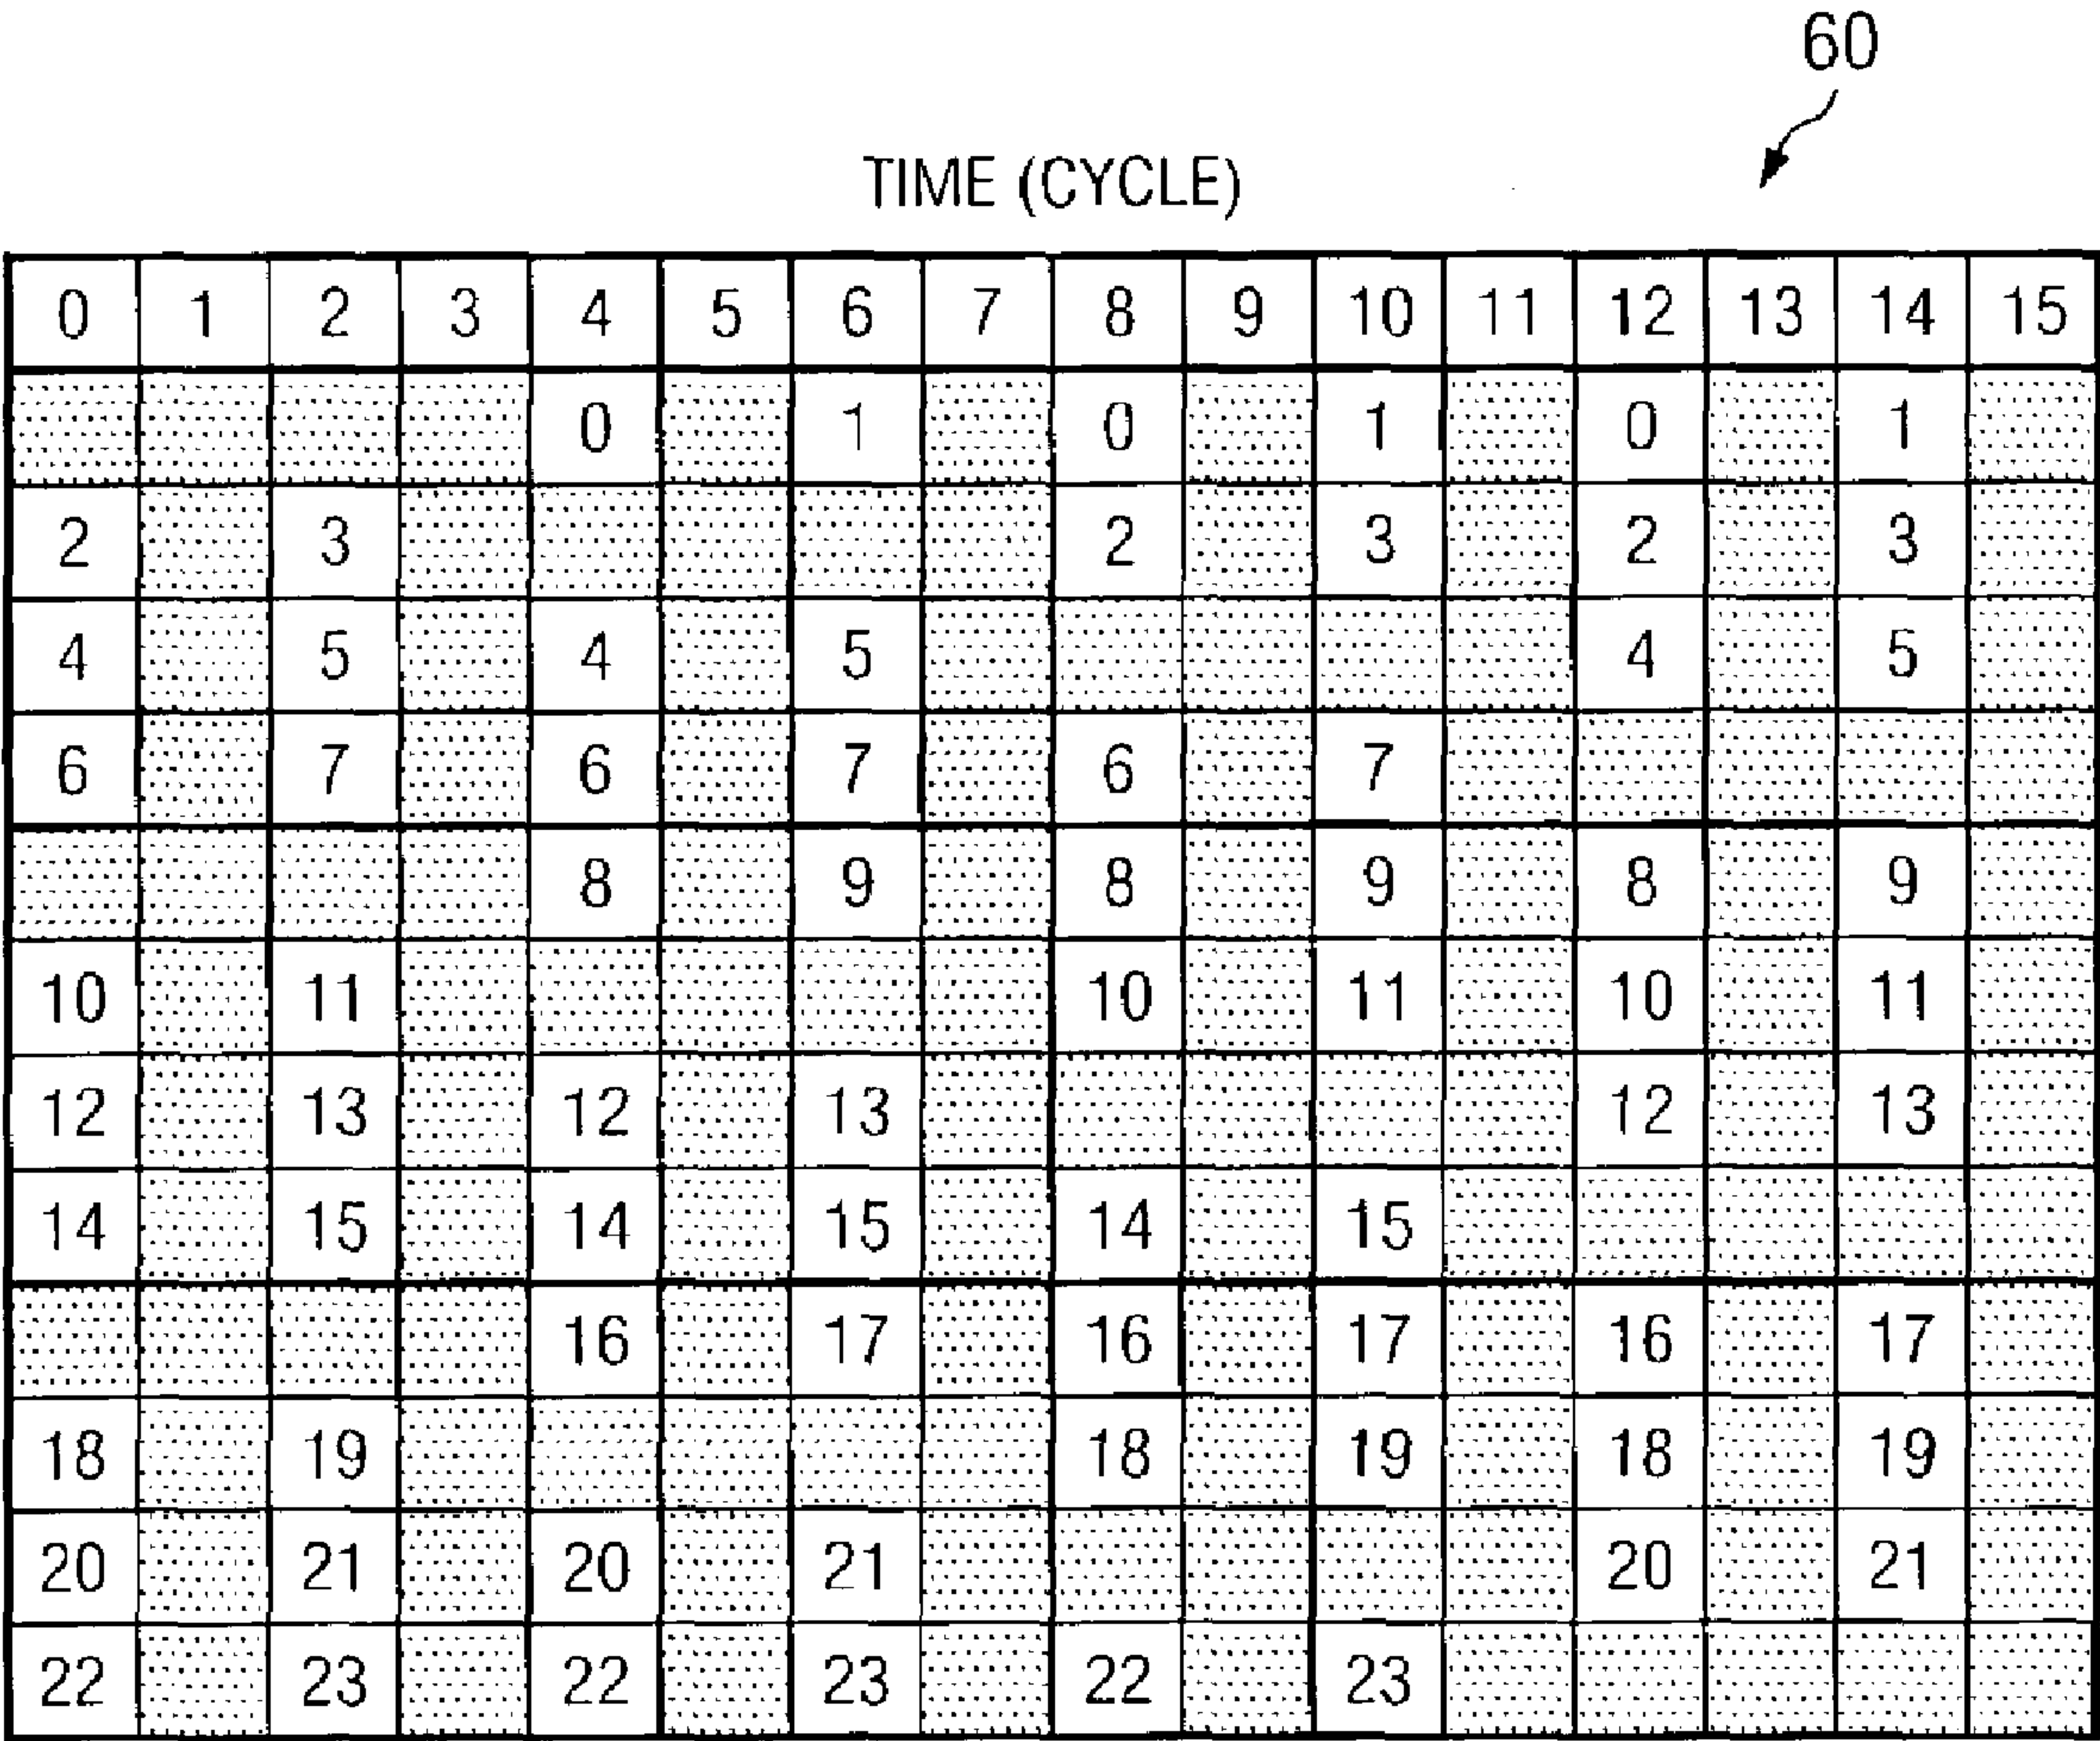 60
TIME (CYCLE)
0 1 2 3 4 5 6 7 8 9 10 11 12 13 14 15
0 1 0 1 0 1
2 3 2 3 2 3
4 5 4 5 4 5
6 7 6 7 6 7
8 9 8 9 8 9
10 11 10 11 10 11
12 13 12 13 12 13
14 15 14 15 14 15
16 17 16 17 16 17
18 19 18 19 18 19
20 21 20 21 20 21
22 23 22 23 22 23